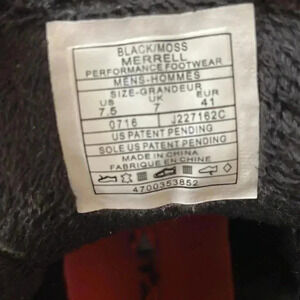 BLACK/MOSS
MERRELL
PERFORMANCE FOOTWEAR
MENS-HOMMES
SIZE-GRANDEUR
US UK EUR
7.5 7 41
0716 J227162C
US PATENT PENDING
SOLE US PATENT PENDING
MADE IN CHINA
FABRIQUE EN CHINE
4700353852